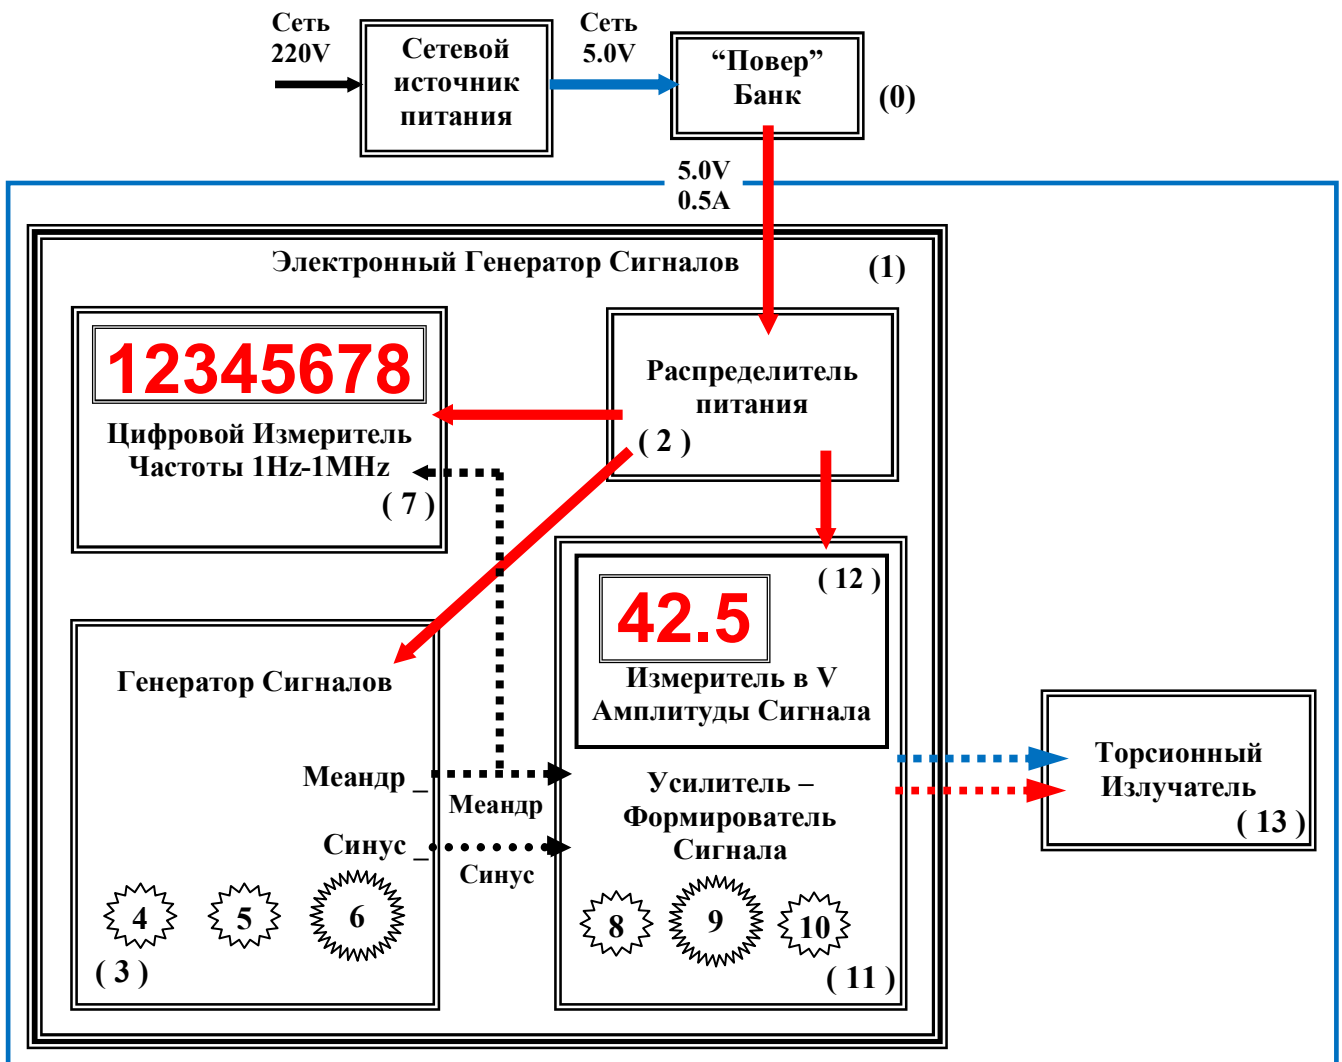 Сеть
220V
Сетевой
источник
питания
Сеть
5.0V
“Повер”
Банк
(0)
5.0V
0.5A
Электронный Генератор Сигналов
(1)
12345678
Цифровой Измеритель
Частоты 1Hz-1MHz
( 7 )
Распределитель
питания
( 2 )
( 12 )
42.5
Измеритель в V
Амплитуды Сигнала
Генератор Сигналов
Меандр _
Меандр
Синус _
Синус
4
5
6
( 3 )
Усилитель –
Формирователь
Сигнала
8
9
10
( 11 )
Торсионный
Излучатель
( 13 )